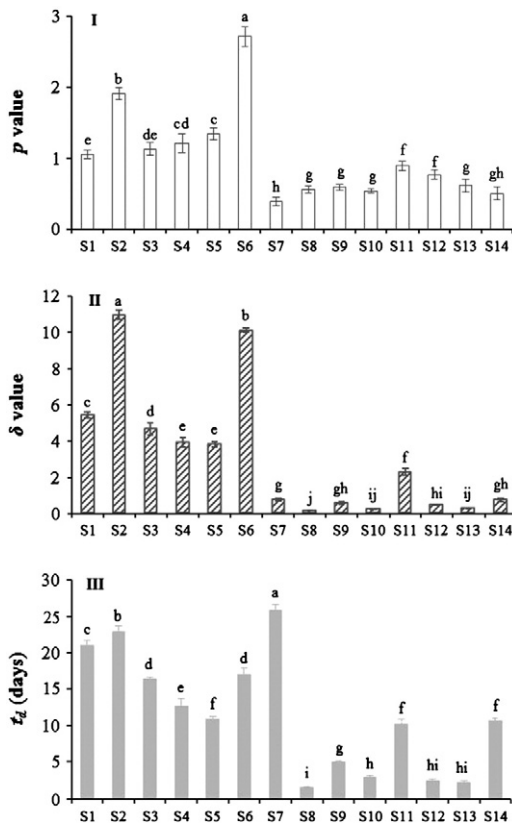 I
p value
3
2
1
0
e b de cd c a h g g g f f g gh
S1 S2 S3 S4 S5 S6 S7 S8 S9 S10 S11 S12 S13 S14
II
δ value
12
10
8
6
4
2
0
c a d e e b g j gh ij f hi ij gh
S1 S2 S3 S4 S5 S6 S7 S8 S9 S10 S11 S12 S13 S14
III
t_d (days)
30
25
20
15
10
5
0
c b d e f d a i g h f hi hi f
S1 S2 S3 S4 S5 S6 S7 S8 S9 S10 S11 S12 S13 S14